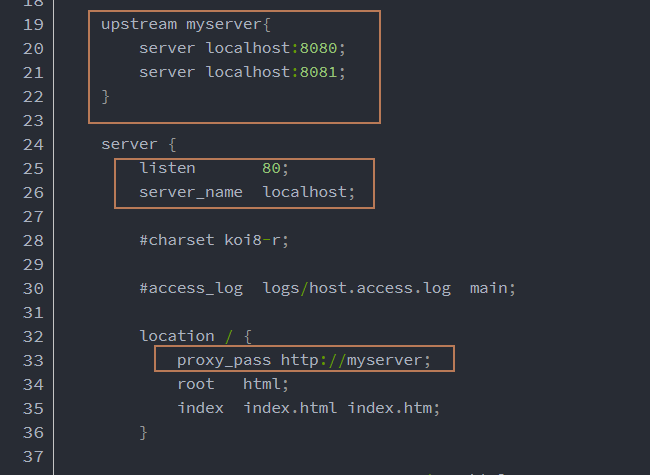 18
19 upstream myserver{
20 server localhost:8080;
21 server localhost:8081;
22 }
23
24 server {
25 listen 80;
26 server_name localhost;
27
28 #charset koi8-r;
29
30 #access_log logs/host.access.log main;
31
32 location / {
33 proxy_pass http://myserver;
34 root html;
35 index index.html index.htm;
36 }
37